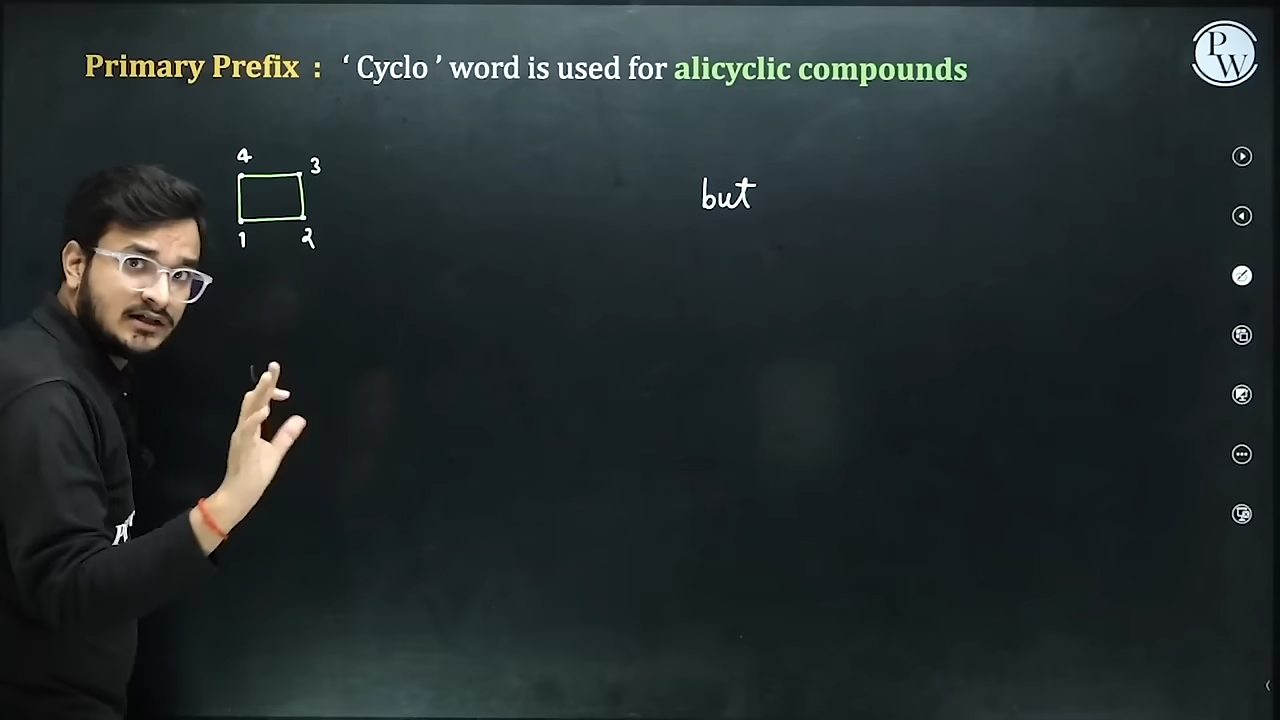 Primary Prefix : ‘ Cyclo ’ word is used for alicyclic compounds
PW
4 3
but
1 2